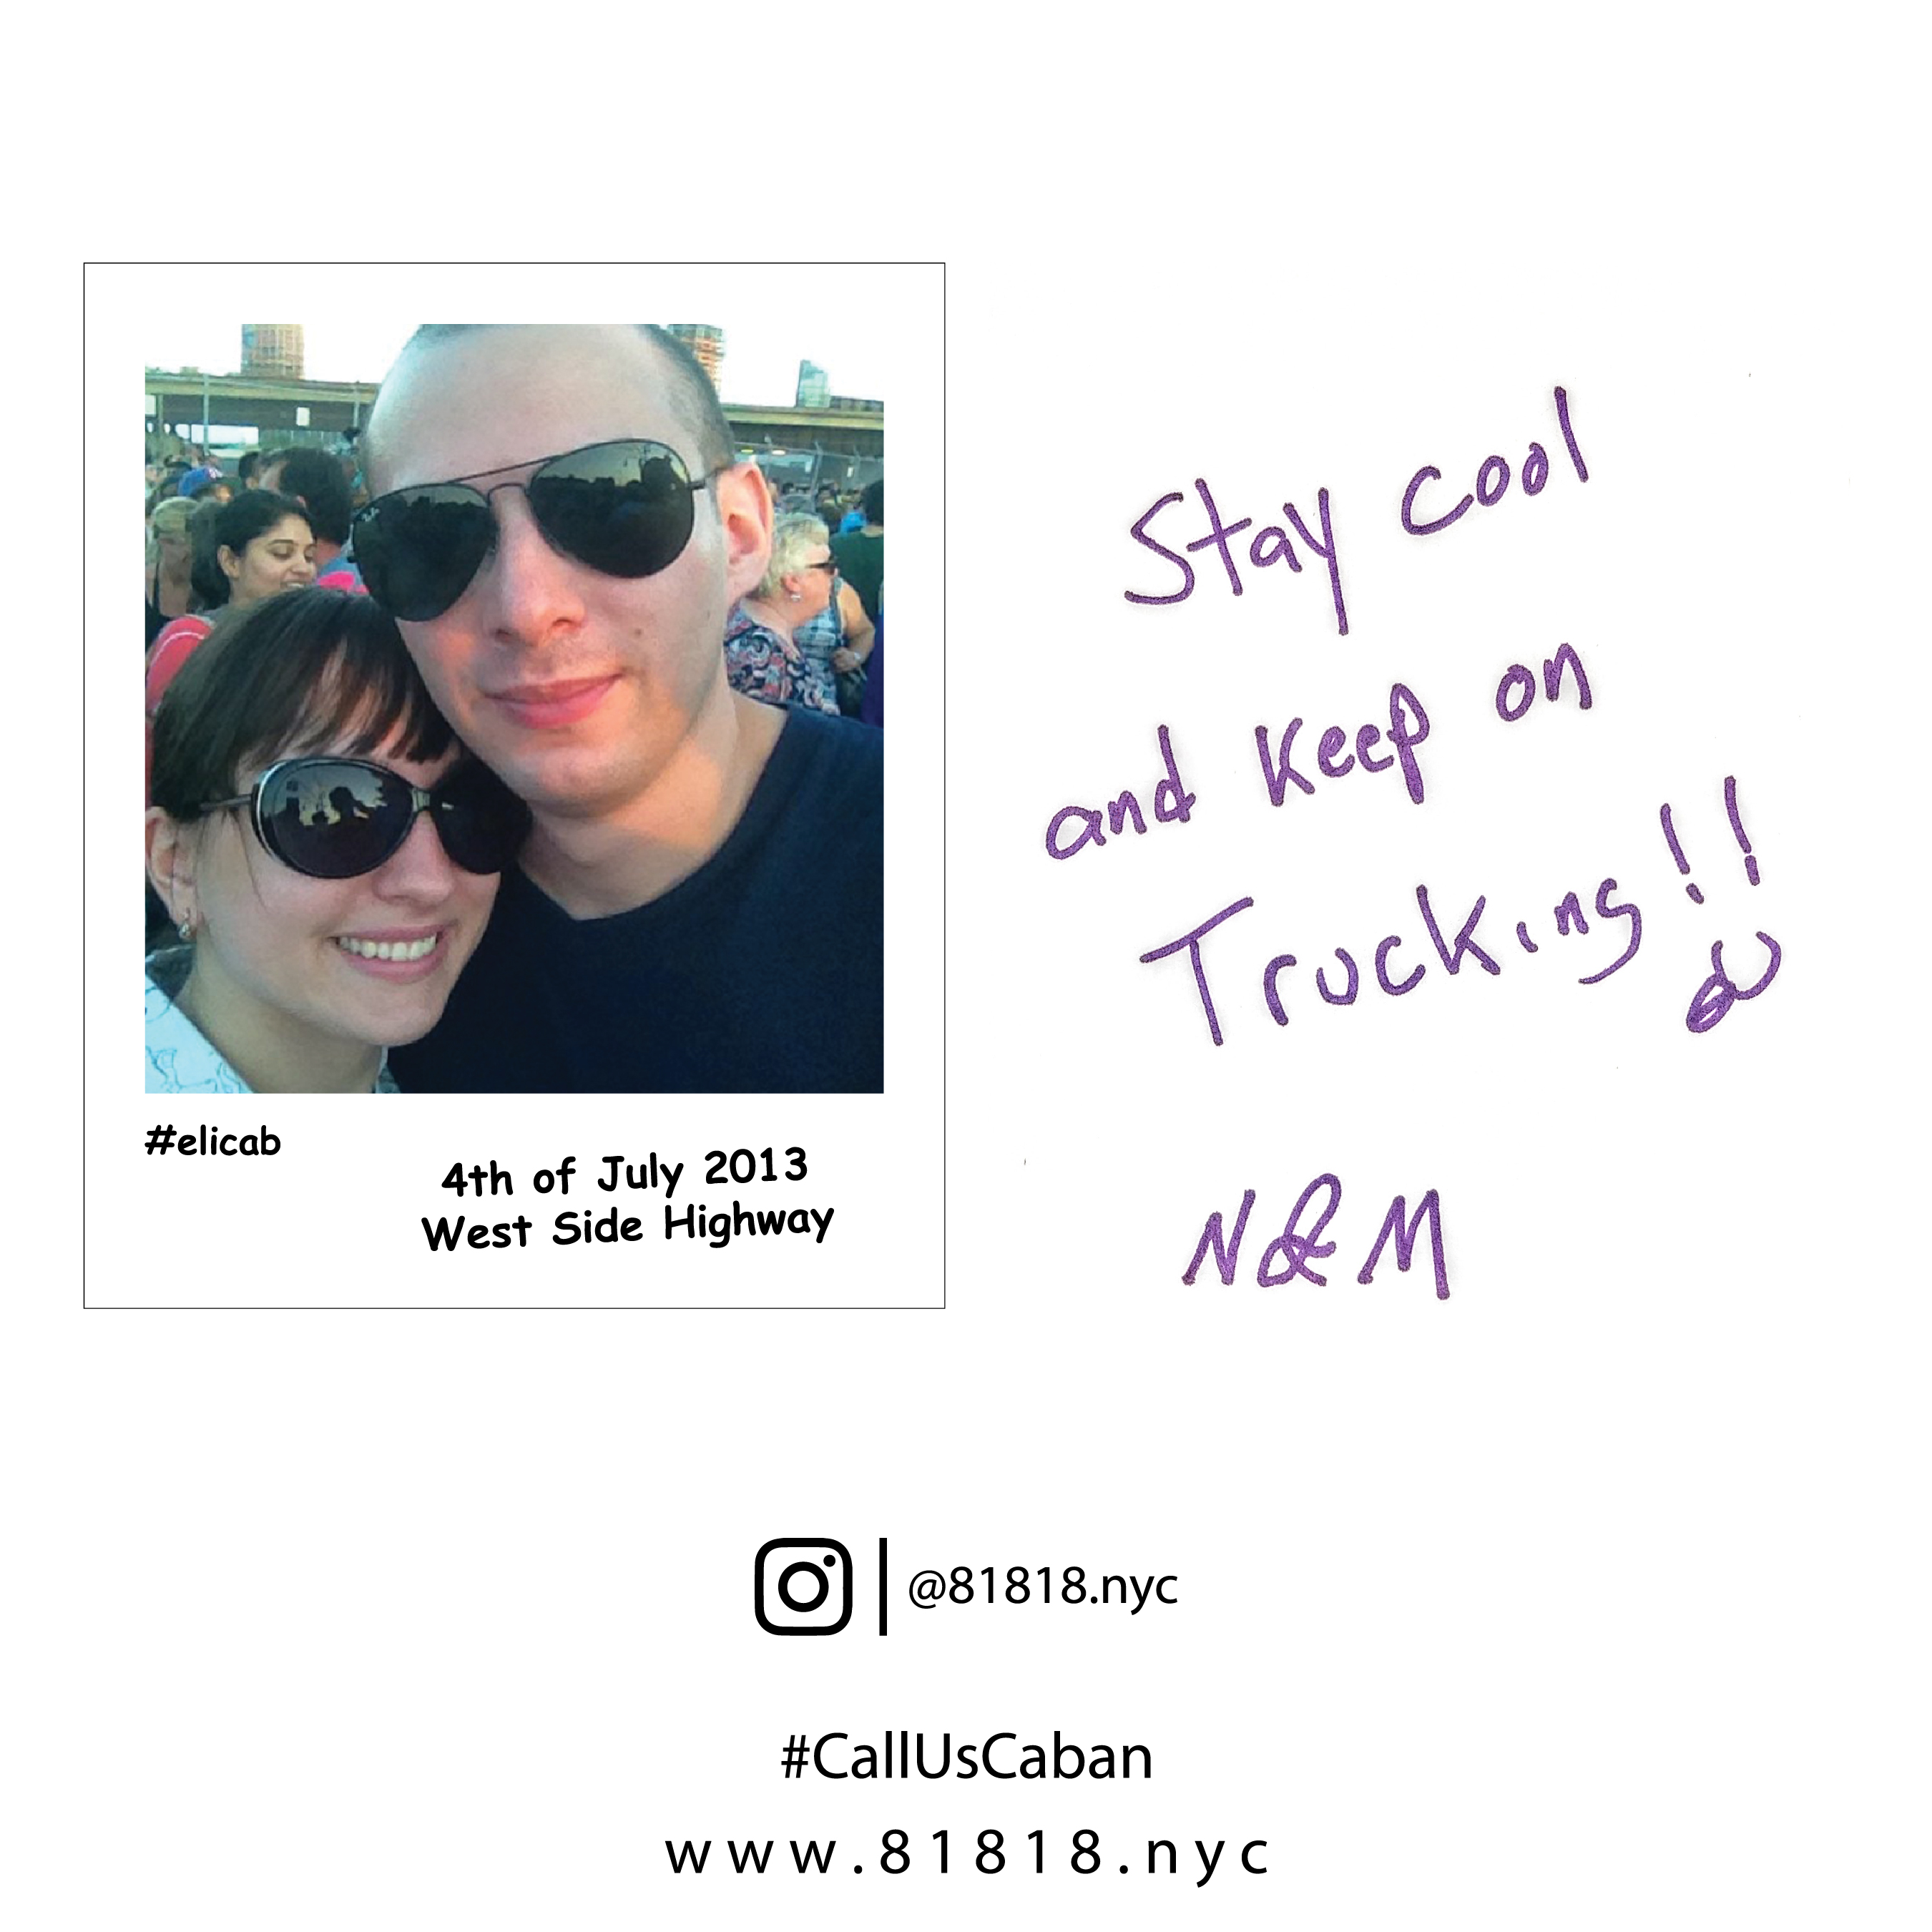 Stay cool
and keep on
Trucking!!
N&M
#elicab
4th of July 2013
West Side Highway
@81818.nyc
#CallUsCaban
www.81818.nyc